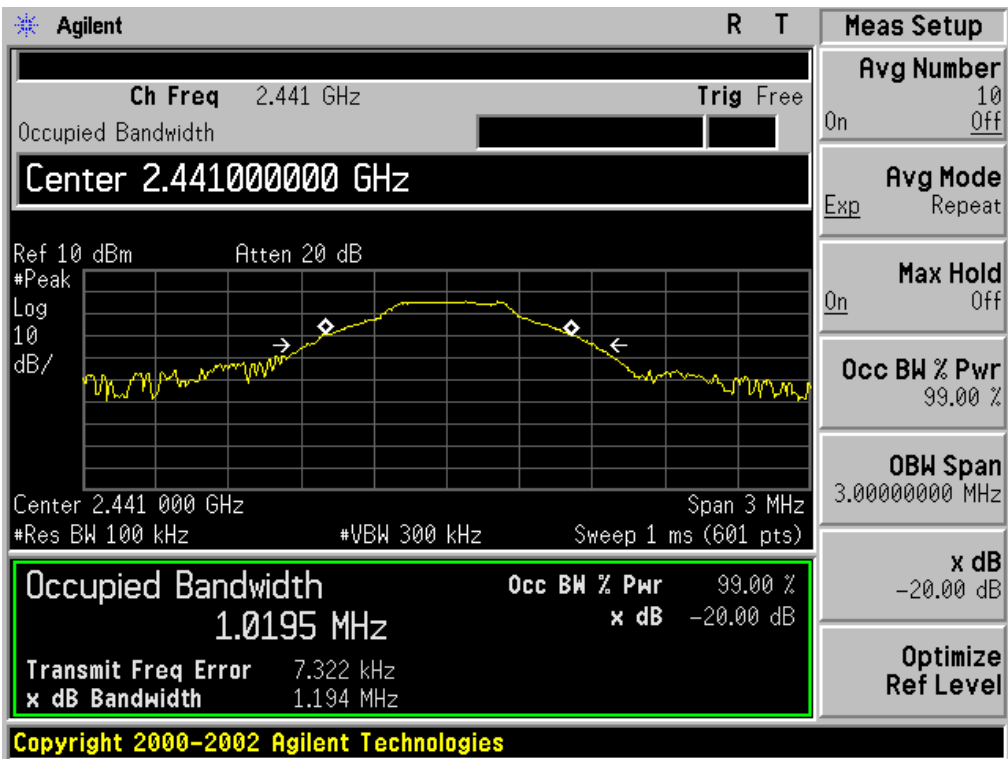 Agilent R T
Ch Freq 2.441 GHz Trig Free
Occupied Bandwidth
Center 2.441000000 GHz
Ref 10 dBm Atten 20 dB
#Peak
Log
10
dB/
Center 2.441 000 GHz Span 3 MHz
#Res BW 100 kHz #VBW 300 kHz Sweep 1 ms (601 pts)
Occupied Bandwidth Occ BW % Pwr 99.00 %
1.0195 MHz x dB -20.00 dB
Transmit Freq Error 7.322 kHz
x dB Bandwidth 1.194 MHz
Copyright 2000-2002 Agilent Technologies
Meas Setup
Avg Number
10
On Off
Avg Mode
Exp Repeat
Max Hold
On Off
Occ BW % Pwr
99.00 %
OBW Span
3.00000000 MHz
x dB
-20.00 dB
Optimize
Ref Level